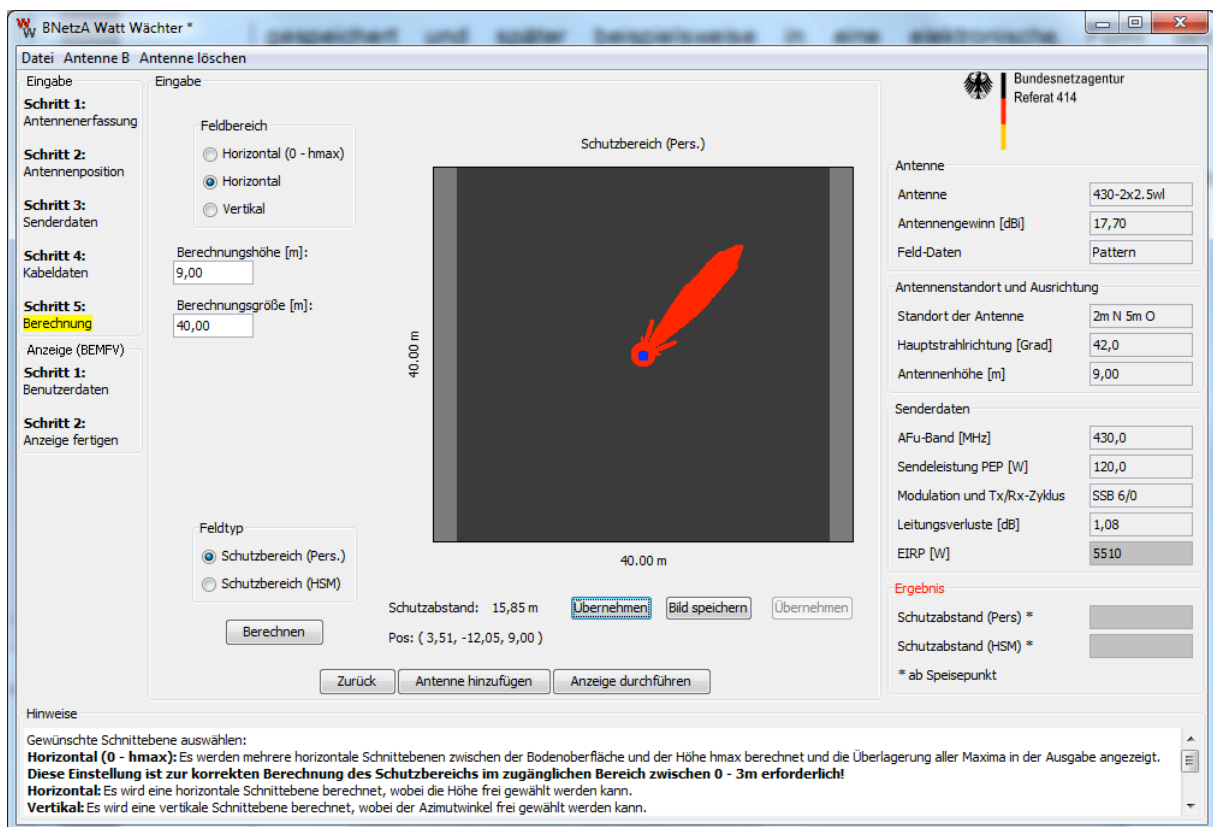 BNetzA Watt Wächter *
gespeichert und später beispielsweise in eine elektronische
Datei Antenne B Antenne löschen
Eingabe
Schritt 1:
Antennenerfassung
Schritt 2:
Antennenposition
Schritt 3:
Senderdaten
Schritt 4:
Kabeldaten
Schritt 5:
Berechnung
Anzeige (BEMFV)
Schritt 1:
Benutzerdaten
Schritt 2:
Anzeige fertigen
Eingabe
Feldbereich
Horizontal (0 - hmax)
Horizontal
Vertikal
Berechnungshöhe [m]:
9,00
Berechnungsgröße [m]:
40,00
Feldtyp
Schutzbereich (Pers.)
Schutzbereich (HSM)
Berechnen
Schutzbereich (Pers.)
40.00 m
40.00 m
Schutzabstand: 15,85 m Übernehmen Bild speichern Übernehmen
Pos: ( 3,51, -12,05, 9,00 )
Zurück Antenne hinzufügen Anzeige durchführen
Bundesnetzagentur
Referat 414
Antenne
Antenne 430-2x2.5wl
Antennengewinn [dBi] 17,70
Feld-Daten Pattern
Antennenstandort und Ausrichtung
Standort der Antenne 2m N 5m O
Hauptstrahlrichtung [Grad] 42,0
Antennenhöhe [m] 9,00
Senderdaten
AFu-Band [MHz] 430,0
Sendeleistung PEP [W] 120,0
Modulation und Tx/Rx-Zyklus SSB 6/0
Leitungsverluste [dB] 1,08
EIRP [W] 5510
Ergebnis
Schutzabstand (Pers) *
Schutzabstand (HSM) *
* ab Speisepunkt
Hinweise
Gewünschte Schnittebene auswählen:
Horizontal (0 - hmax): Es werden mehrere horizontale Schnittebenen zwischen der Bodenoberfläche und der Höhe hmax berechnet und die Überlagerung aller Maxima in der Ausgabe angezeigt.
Diese Einstellung ist zur korrekten Berechnung des Schutzbereichs im zugänglichen Bereich zwischen 0 - 3m erforderlich!
Horizontal: Es wird eine horizontale Schnittebene berechnet, wobei die Höhe frei gewählt werden kann.
Vertikal: Es wird eine vertikale Schnittebene berechnet, wobei der Azimutwinkel frei gewählt werden kann.